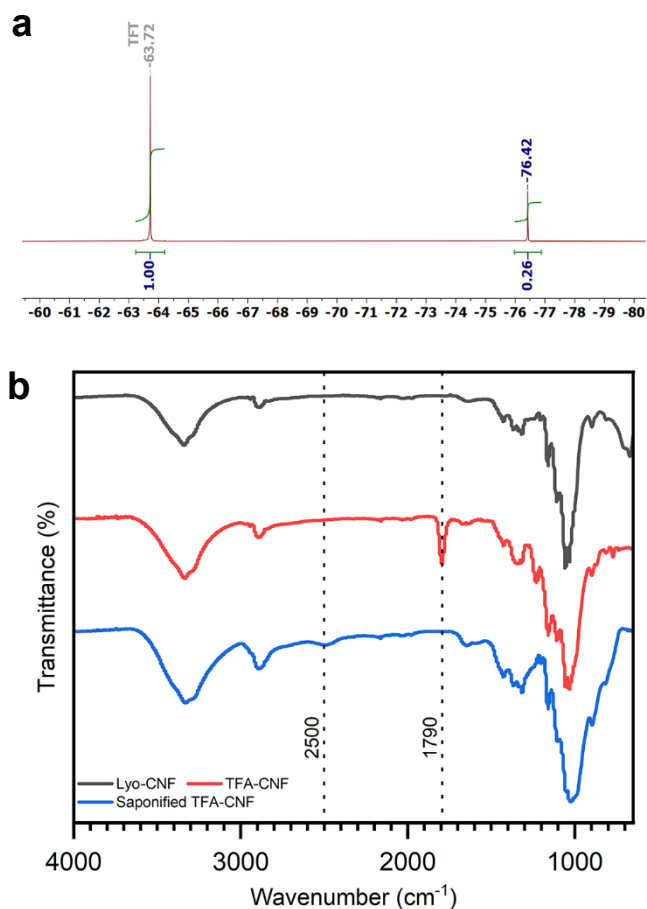 a
TFT
-63.72
-76.42
1.00
0.26
-60 -61 -62 -63 -64 -65 -66 -67 -68 -69 -70 -71 -72 -73 -74 -75 -76 -77 -78 -79 -80
b
Transmittance (%)
2500
1790
Lyo-CNF TFA-CNF
Saponified TFA-CNF
4000 3000 2000 1000
Wavenumber (cm⁻¹)